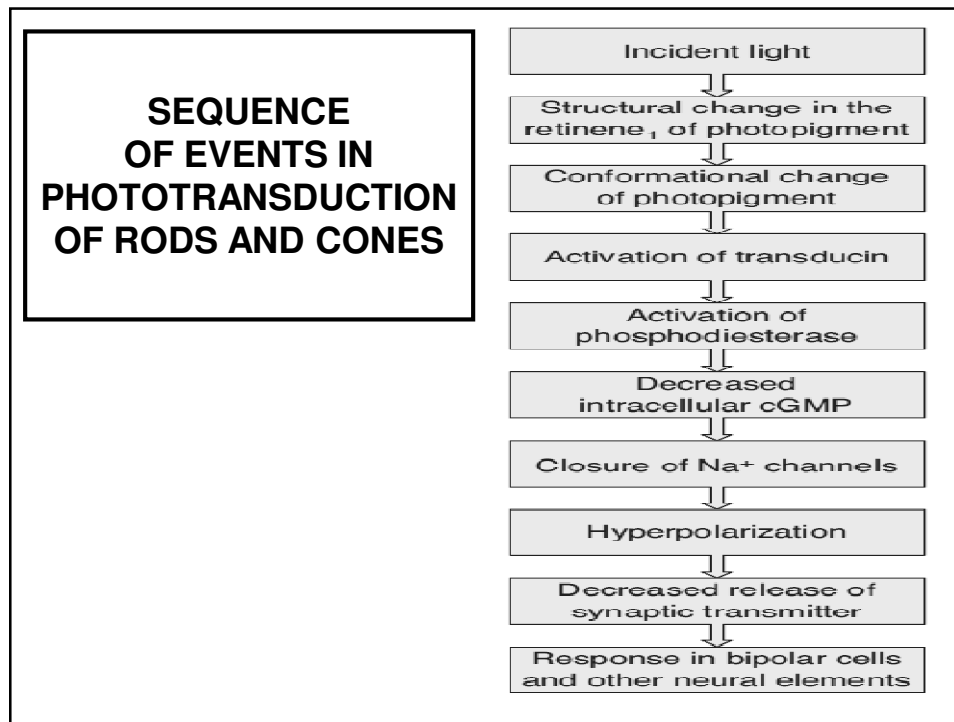 SEQUENCE
OF EVENTS IN
PHOTOTRANSDUCTION
OF RODS AND CONES
Incident light
Structural change in the
retinene₁ of photopigment
Conformational change
of photopigment
Activation of transducin
Activation of
phosphodiesterase
Decreased
intracellular cGMP
Closure of Na⁺ channels
Hyperpolarization
Decreased release of
synaptic transmitter
Response in bipolar cells
and other neural elements